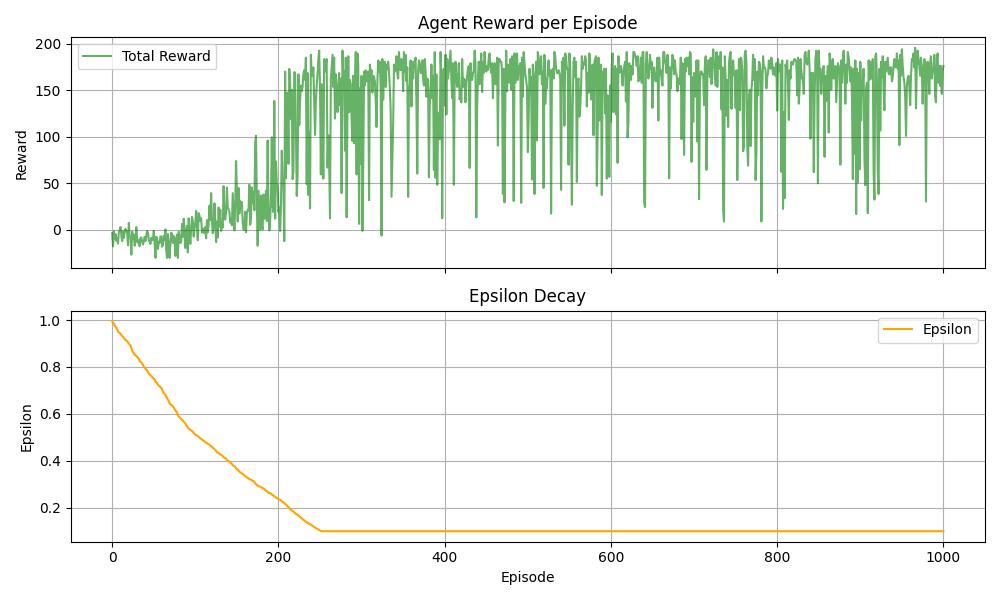 Agent Reward per Episode
200
150
100
50
0
Reward
Total Reward
Epsilon Decay
1.0
0.8
0.6
0.4
0.2
Epsilon
Epsilon
0
200
400
600
800
1000
Episode